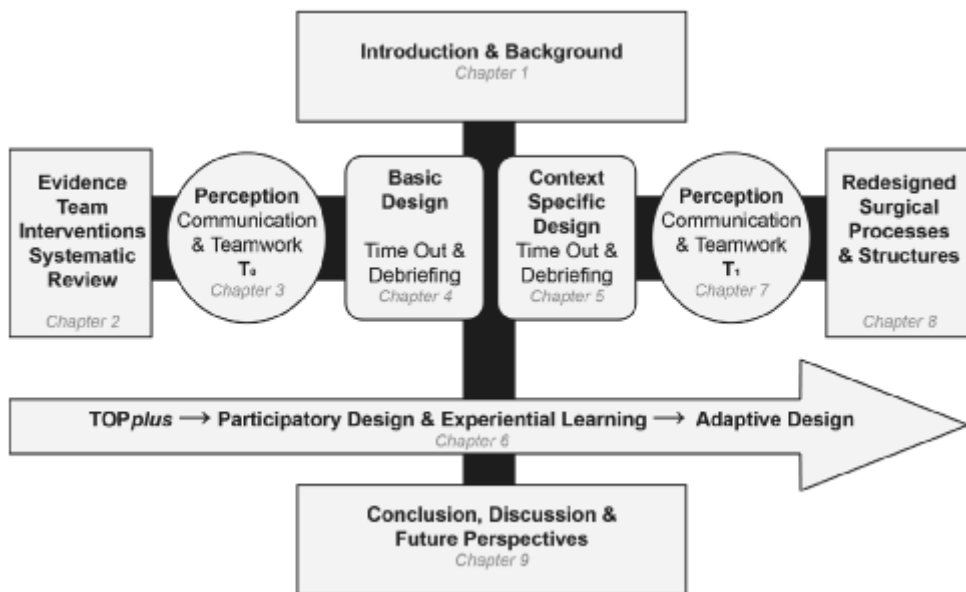 Introduction & Background
Chapter 1
Evidence
Team
Interventions
Systematic
Review
Chapter 2
Perception
Communication
& Teamwork
T₀
Chapter 3
Basic
Design
Time Out &
Debriefing
Chapter 4
Context
Specific
Design
Time Out &
Debriefing
Chapter 5
Perception
Communication
& Teamwork
T₁
Chapter 7
Redesigned
Surgical
Processes
& Structures
Chapter 8
TOPplus → Participatory Design & Experiential Learning → Adaptive Design
Chapter 6
Conclusion, Discussion &
Future Perspectives
Chapter 9